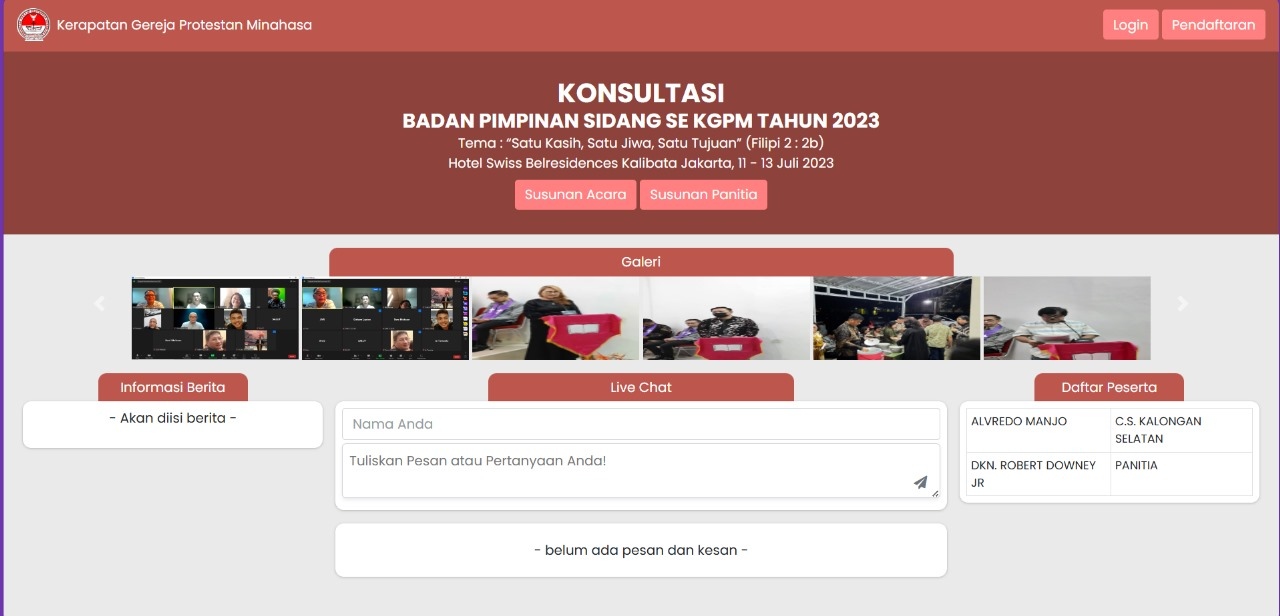 Kerapatan Gereja Protestan Minahasa
Login
Pendaftaran
KONSULTASI
BADAN PIMPINAN SIDANG SE KGPM TAHUN 2023
Tema : “Satu Kasih, Satu Jiwa, Satu Tujuan” (Filipi 2 : 2b)
Hotel Swiss Belresidences Kalibata Jakarta, 11 - 13 Juli 2023
Susunan Acara
Susunan Panitia
Galeri
Informasi Berita
- Akan diisi berita -
Live Chat
Nama Anda
Tuliskan Pesan atau Pertanyaan Anda!
- belum ada pesan dan kesan -
Daftar Peserta
ALVREDO MANJO
C.S. KALONGAN
SELATAN
DKN. ROBERT DOWNEY
JR
PANITIA